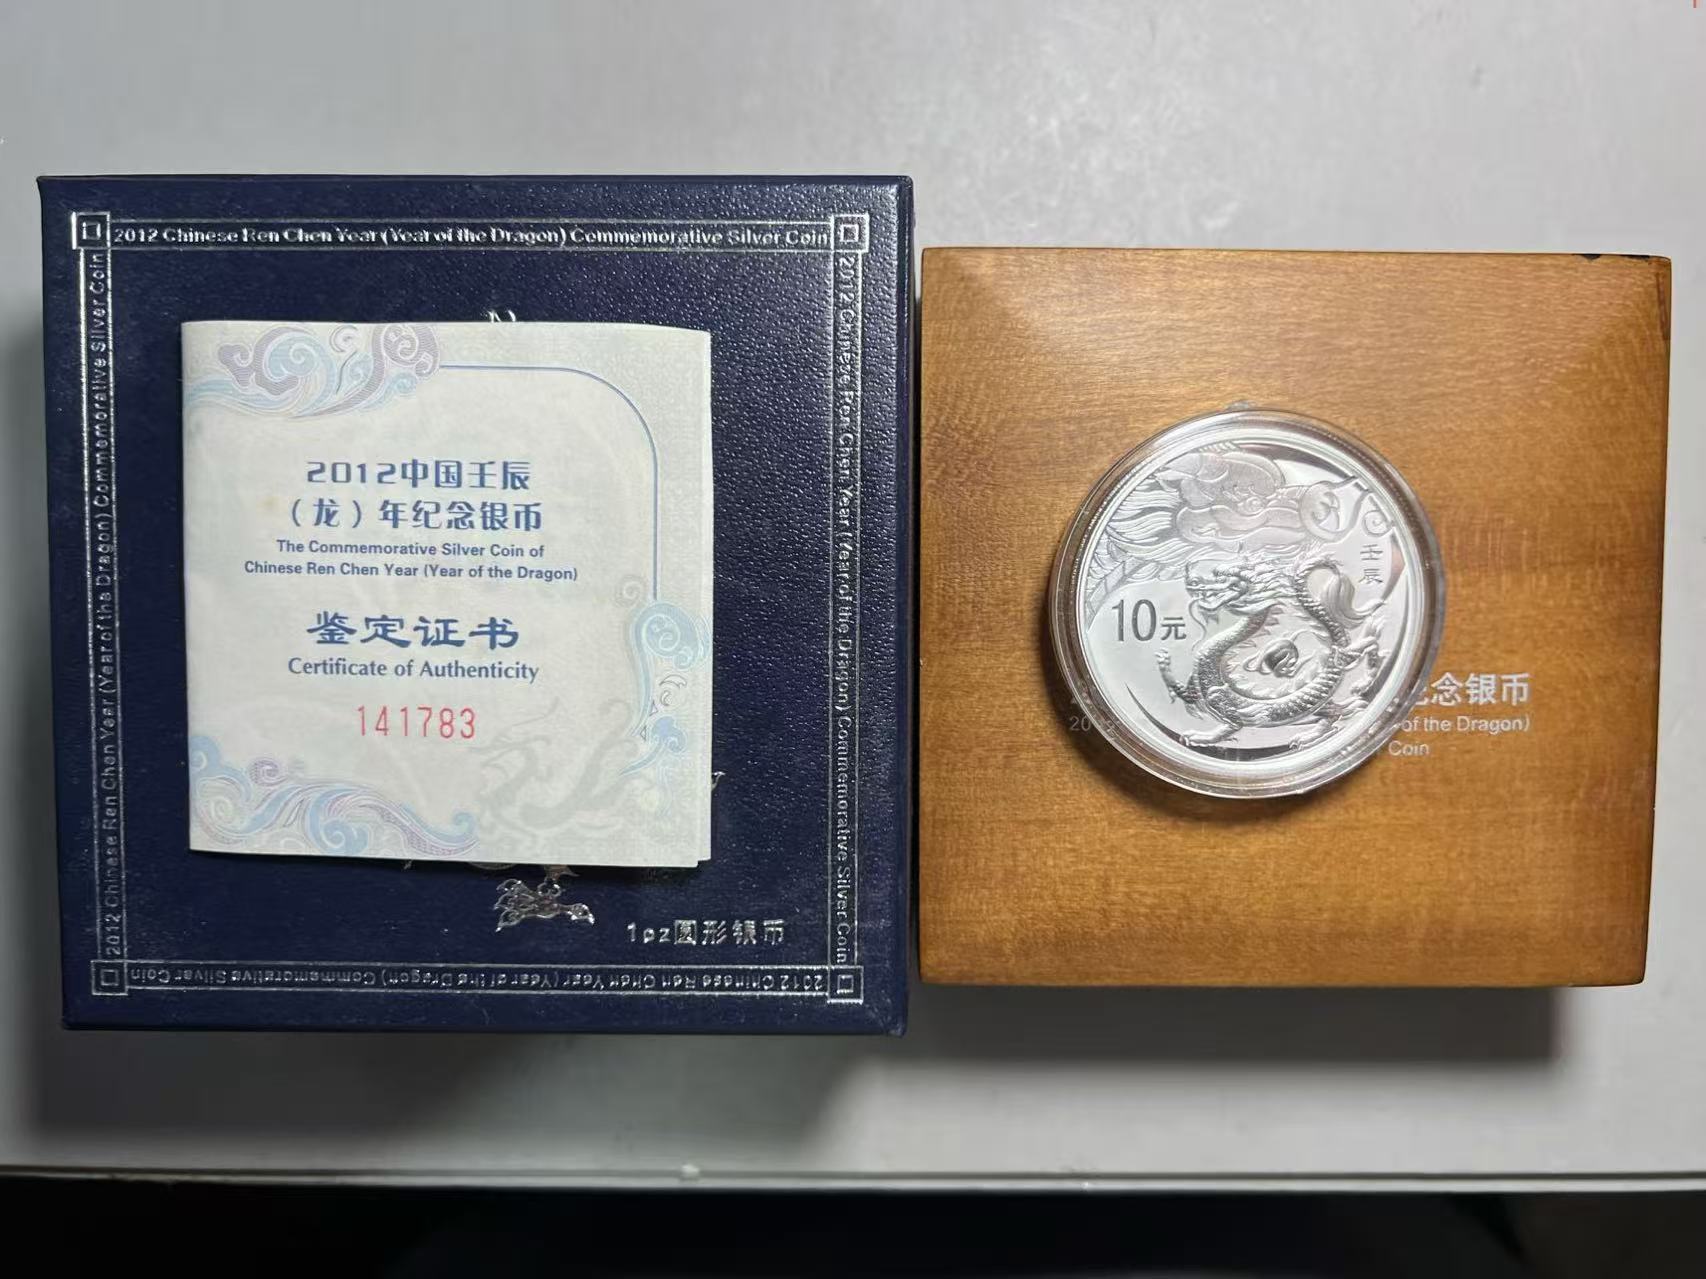 2012 Chinese Ren Chen Year (Year of the Dragon) Commemorative Silver Coin
2012 Chinese Ren Chen Year (Year of the Dragon) Commemorative Silver Coin
2012 Chinese Ren Chen Year (Year of the Dragon) Commemorative Silver Coin
2012中国壬辰
（龙）年纪念银币
The Commemorative Silver Coin of
Chinese Ren Chen Year (Year of the Dragon)
鉴定证书
Certificate of Authenticity
141783
1oz圆形银币
2012 Chinese Ren Chen Year (Year of the Dragon) Commemorative Silver Coin
壬辰
10元
念银币
of the Dragon)
Coin